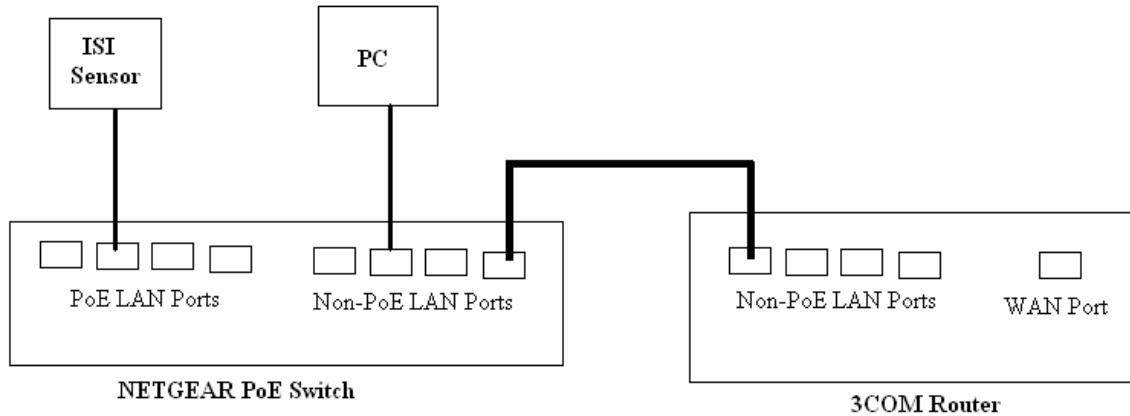 ISI
Sensor
PC
PoE LAN Ports
Non-PoE LAN Ports
NETGEAR PoE Switch
Non-PoE LAN Ports
WAN Port
3COM Router